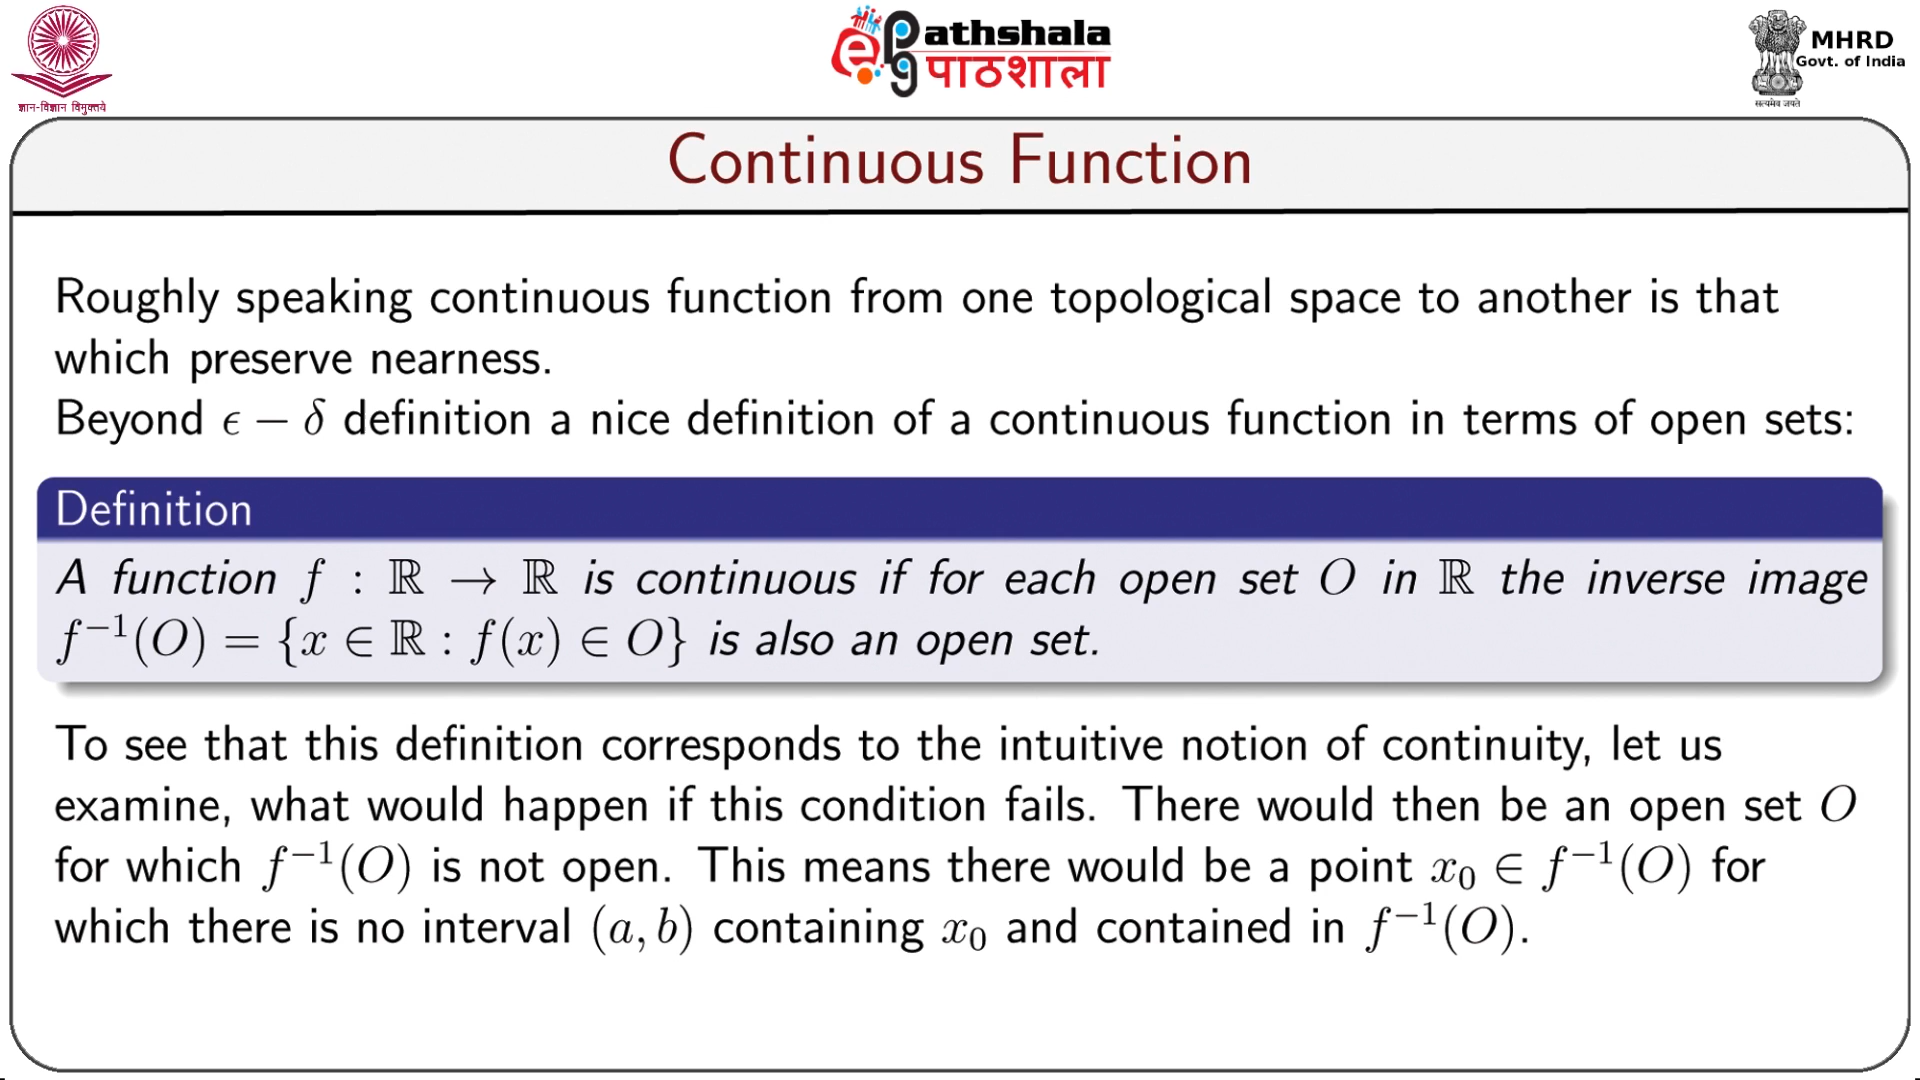 ज्ञान-विज्ञान विमुक्तये
ePGathshala
पाठशाला
MHRD
Govt. of India
सत्यमेव जयते
Continuous Function
Roughly speaking continuous function from one topological space to another is that
which preserve nearness.
Beyond ϵ − δ definition a nice definition of a continuous function in terms of open sets:
Definition
A function f : ℝ → ℝ is continuous if for each open set O in ℝ the inverse image
f⁻¹(O) = {x ∈ ℝ : f(x) ∈ O} is also an open set.
To see that this definition corresponds to the intuitive notion of continuity, let us
examine, what would happen if this condition fails. There would then be an open set O
for which f⁻¹(O) is not open. This means there would be a point x₀ ∈ f⁻¹(O) for
which there is no interval (a, b) containing x₀ and contained in f⁻¹(O).